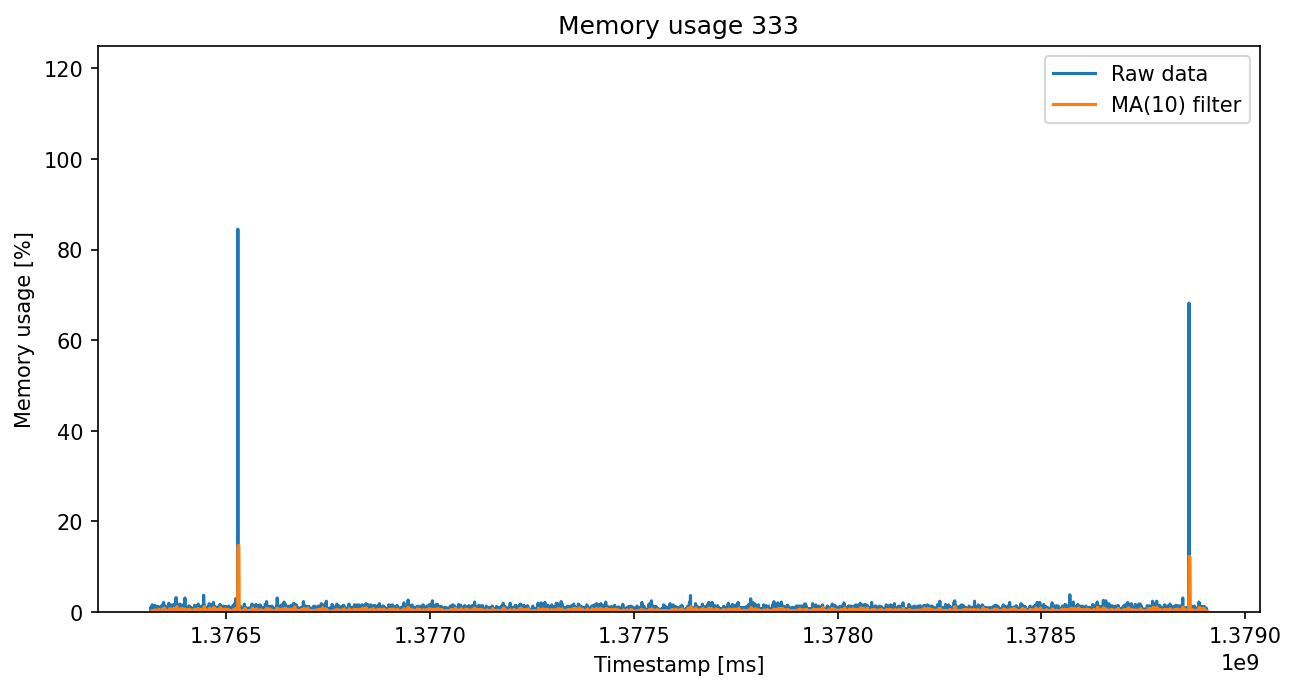 Memory usage 333
120
100
80
60
40
20
0
Memory usage [%]
Raw data
MA(10) filter
1.3765
1.3770
1.3775
1.3780
1.3785
1.3790
Timestamp [ms]
1e9